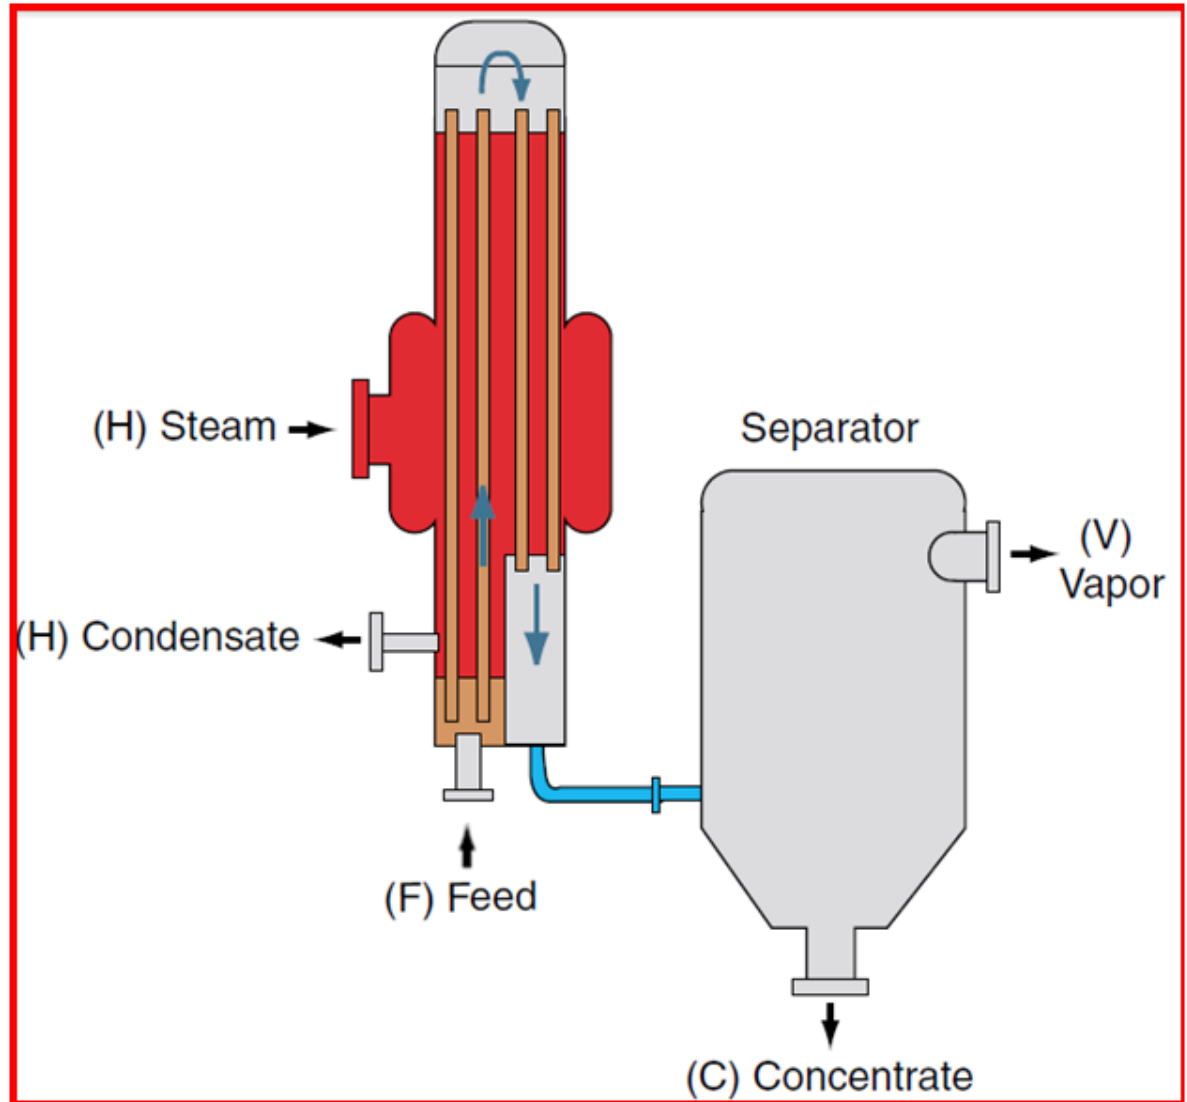 (H) Steam
Separator
(V)
Vapor
(H) Condensate
(F) Feed
(C) Concentrate